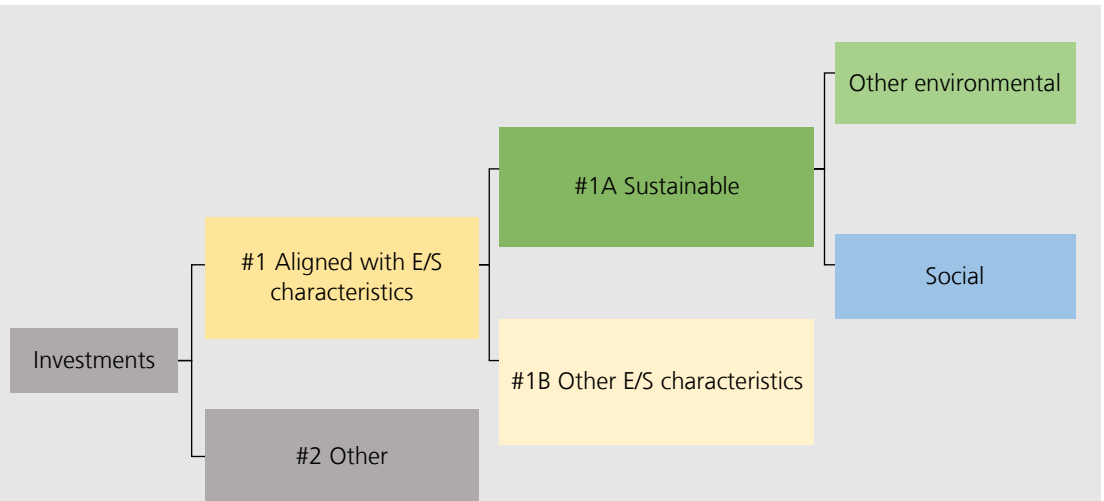 Other environmental
#1A Sustainable
#1 Aligned with E/S
characteristics
Social
Investments
#1B Other E/S characteristics
#2 Other